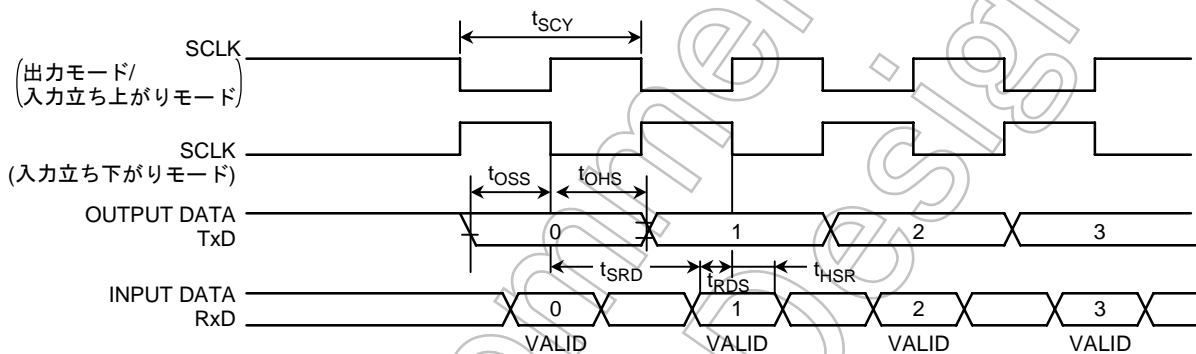 tSCY
SCLK
(出力モード/
入力立ち上がりモード)
SCLK
(入力立ち下がりモード)
tOSS tOHS
OUTPUT DATA
TxD
0 1 2 3
tSRD tRDS tHSR
INPUT DATA
RxD
0 1 2 3
VALID VALID VALID VALID